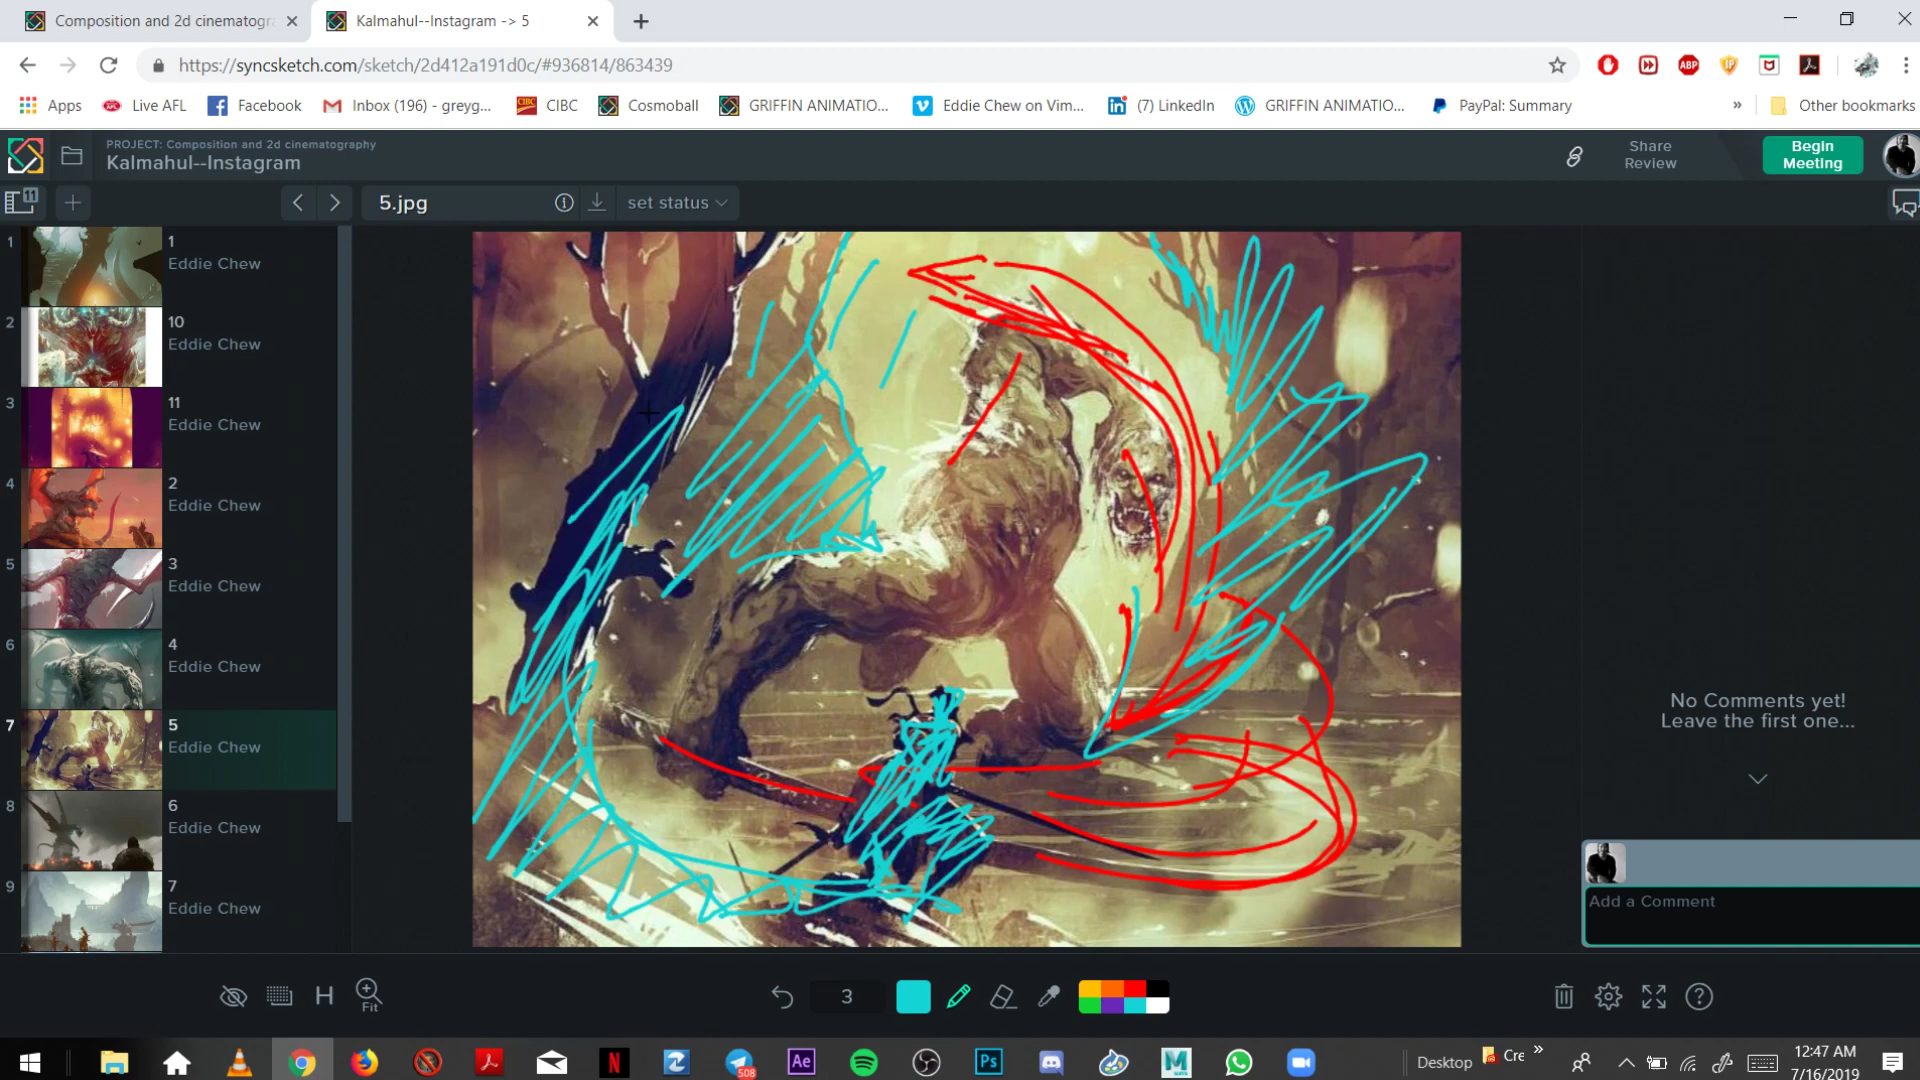 Composition and 2d cinematogr
Kalmahul--Instagram -> 5
https://syncsketch.com/sketch/2d412a191d0c/#936814/863439
ABP
Apps
Live AFL
Facebook
Inbox (196) - greyg...
CIBC
Cosmoball
GRIFFIN ANIMATIO...
Eddie Chew on Vim...
(7) LinkedIn
GRIFFIN ANIMATIO...
PayPal: Summary
»
Other bookmarks
PROJECT: Composition and 2d cinematography
Kalmahul--Instagram
Share Review
Begin Meeting
11
5.jpg
set status
1
1
Eddie Chew
2
10
Eddie Chew
3
11
Eddie Chew
4
2
Eddie Chew
5
3
Eddie Chew
6
4
Eddie Chew
7
5
Eddie Chew
8
6
Eddie Chew
9
7
Eddie Chew
No Comments yet!
Leave the first one...
Add a Comment
H
Fit
3
N
508
Ae
Ps
M
Desktop
Cre
»
12:47 AM
7/16/2019